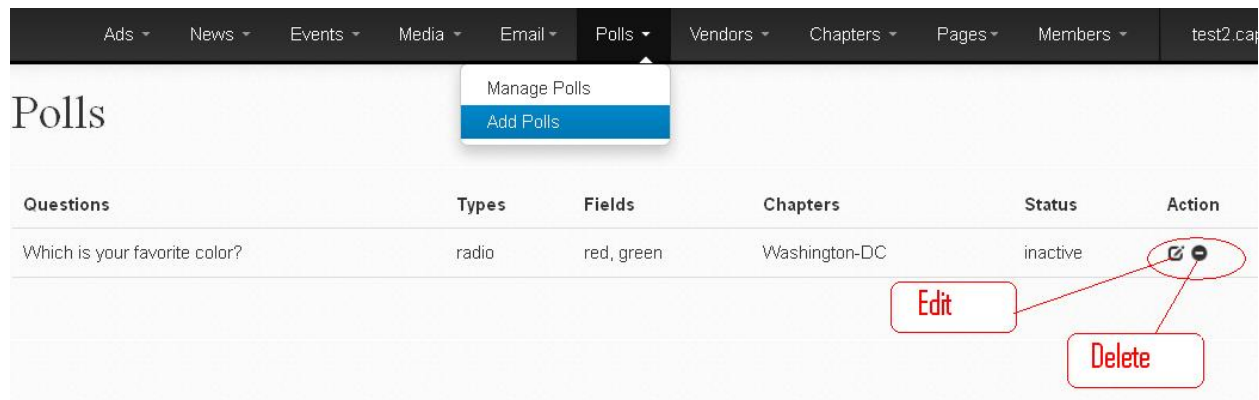 Ads News Events Media Email Polls Vendors Chapters Pages Members test2.cap
Manage Polls
Add Polls
Polls
Questions Types Fields Chapters Status Action
Which is your favorite color? radio red, green Washington-DC inactive
Edit
Delete